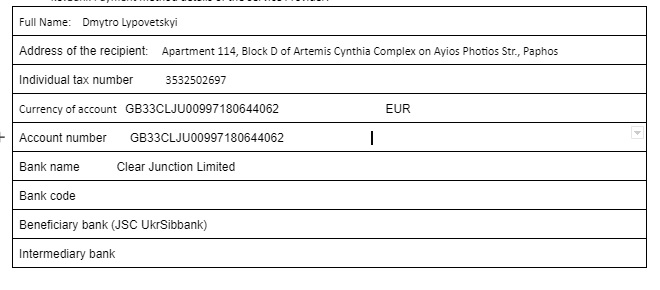 Full Name: Dmytro Lypovetskyi
Address of the recipient: Apartment 114, Block D of Artemis Cynthia Complex on Ayios Photios Str., Paphos
Individual tax number 3532502697
Currency of account GB33CLJU00997180644062 EUR
Account number GB33CLJU00997180644062
Bank name Clear Junction Limited
Bank code
Beneficiary bank (JSC UkrSibbank)
Intermediary bank